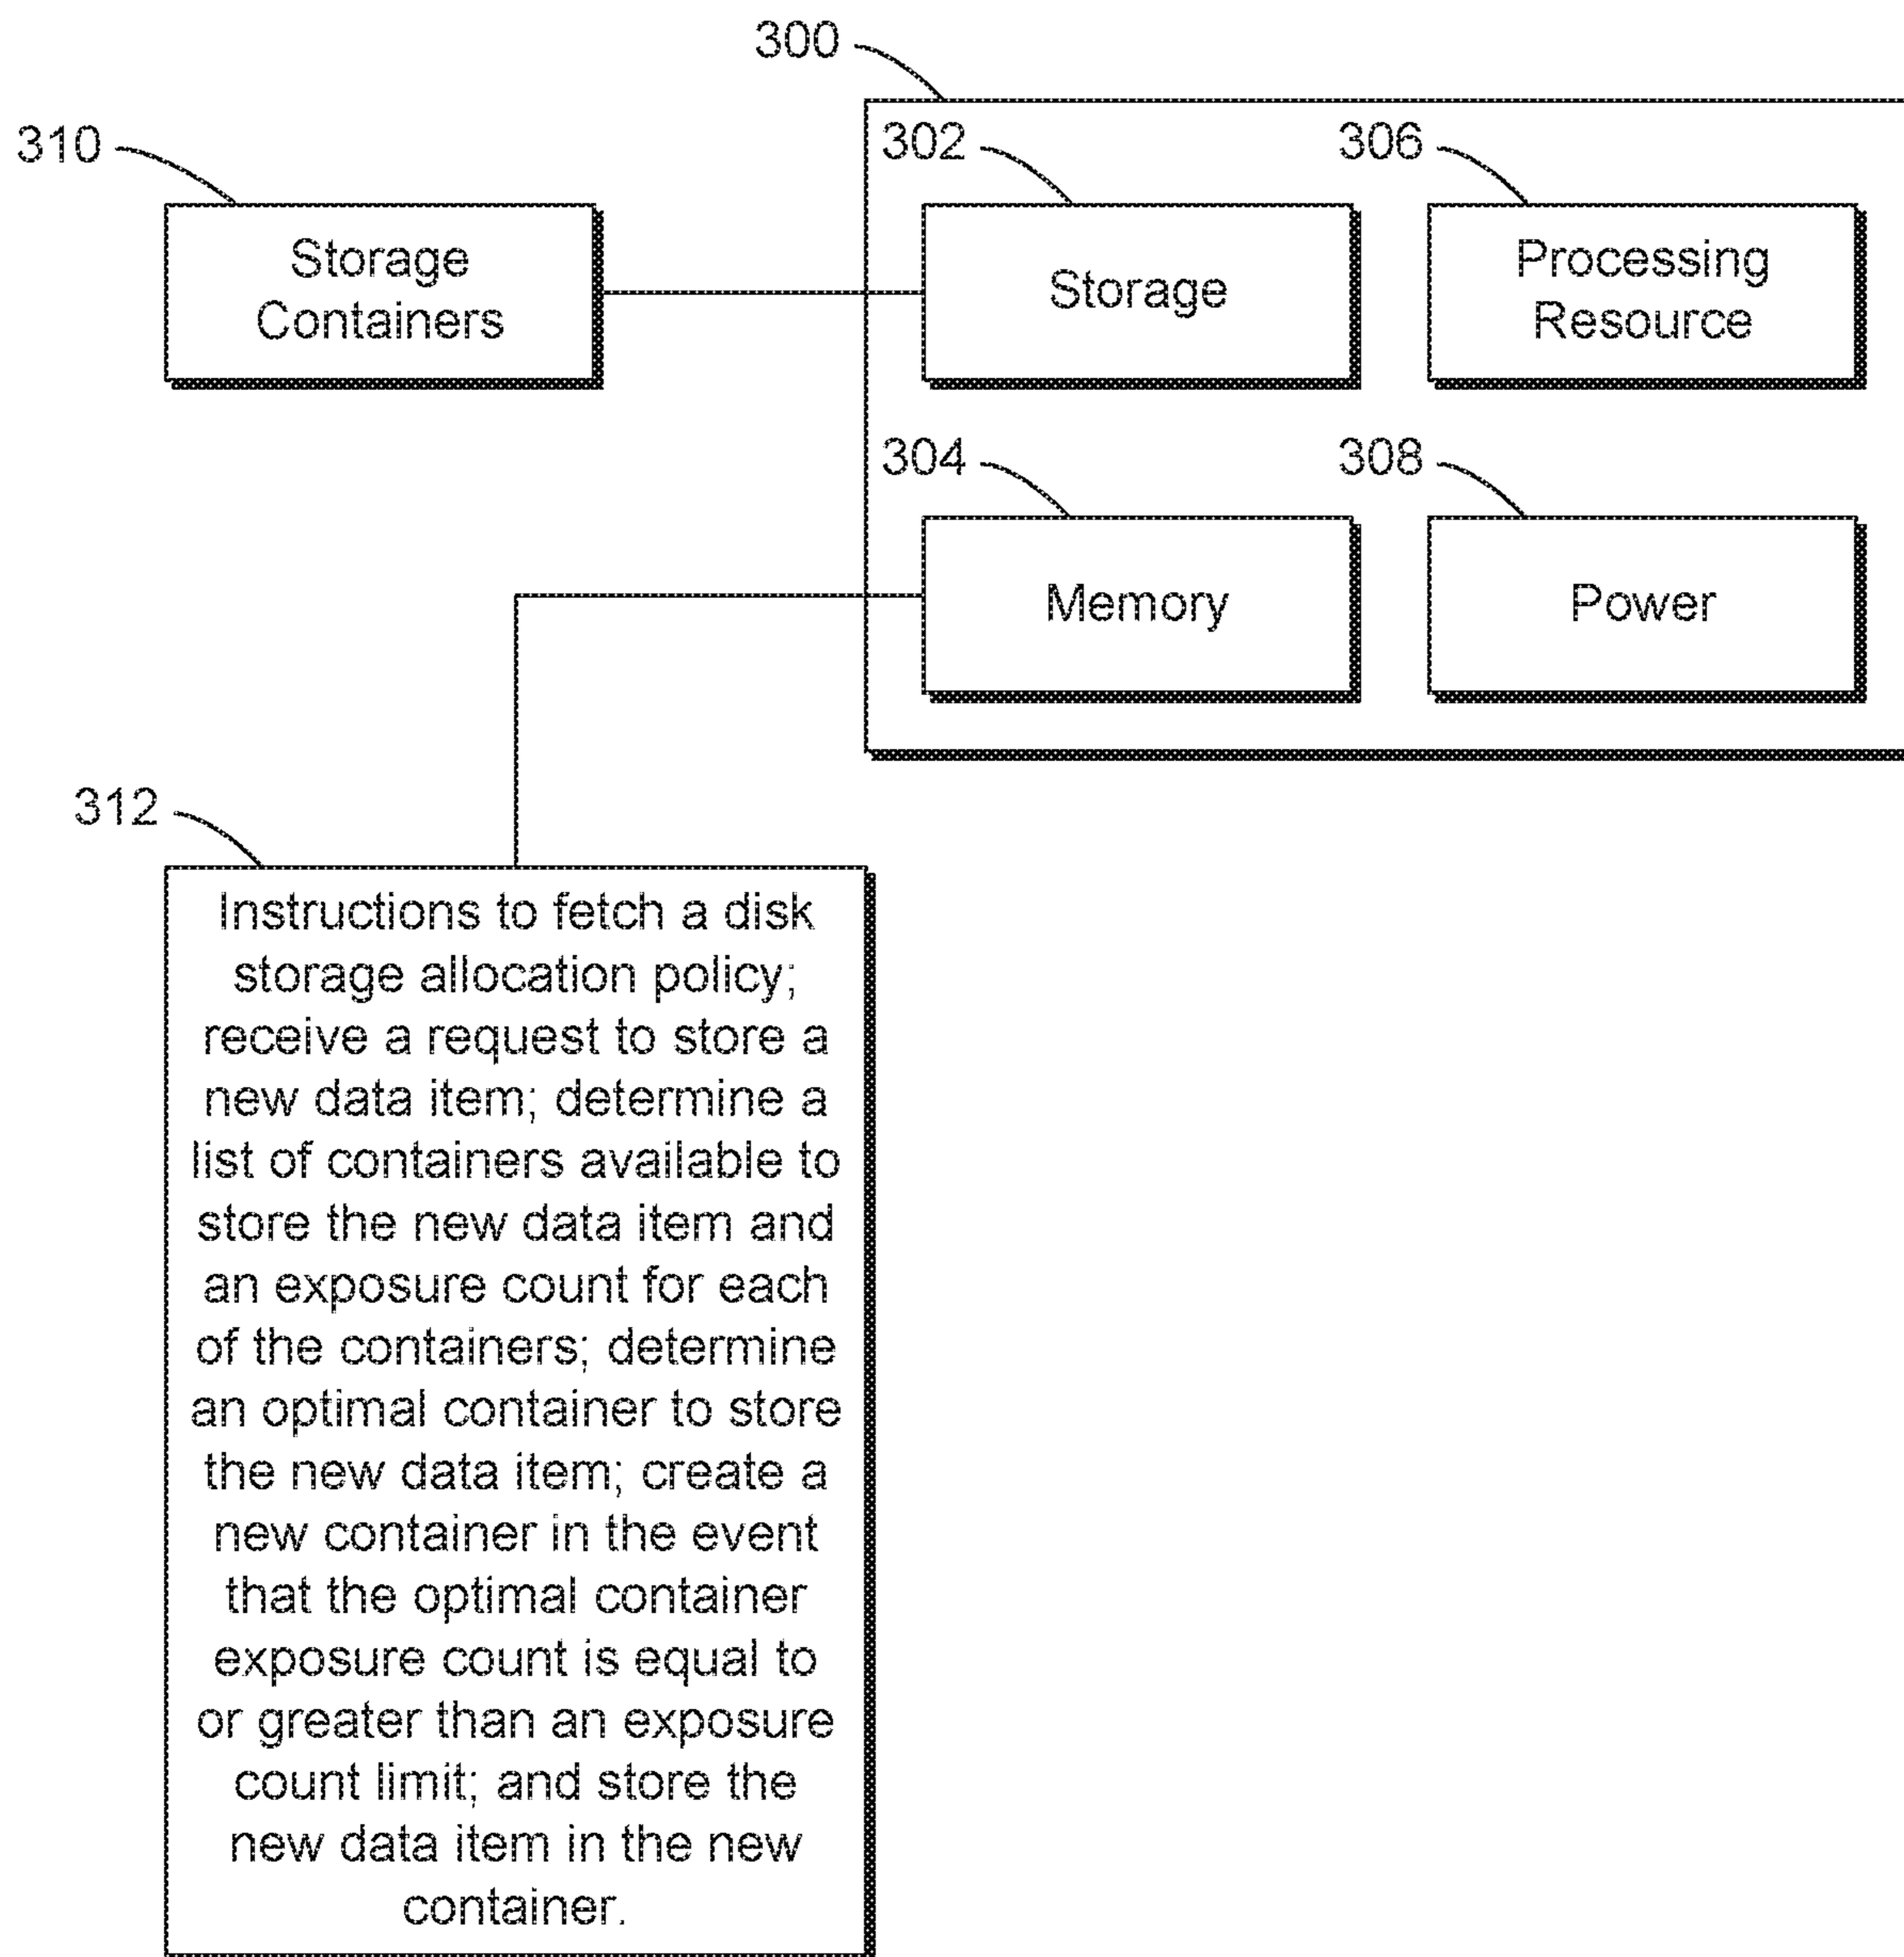 300
310
302
306
Storage
Containers
Storage
Processing
Resource
304
308
Memory
Power
312
Instructions to fetch a disk
storage allocation policy;
receive a request to store a
new data item; determine a
list of containers available to
store the new data item and
an exposure count for each
of the containers; determine
an optimal container to store
the new data item; create a
new container in the event
that the optimal container
exposure count is equal to
or greater than an exposure
count limit; and store the
new data item in the new
container.